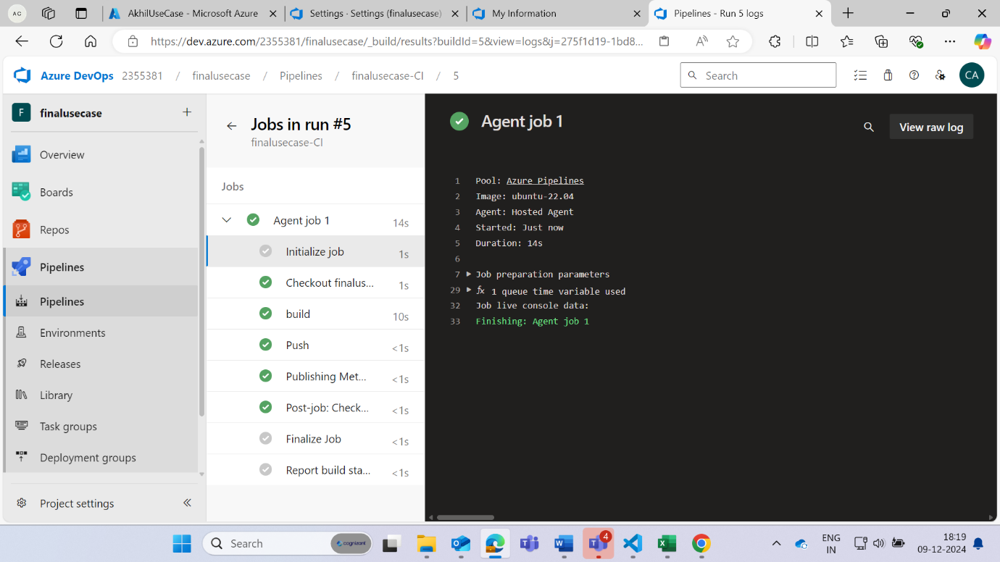 AC
AkhilUseCase - Microsoft Azure
Settings · Settings (finalusecase)
My Information
Pipelines - Run 5 logs
https://dev.azure.com/2355381/finalusecase/_build/results?buildId=5&view=logs&j=275f1d19-1bd8...
Azure DevOps 2355381 / finalusecase / Pipelines / finalusecase-CI / 5
Search
CA
F finalusecase
Overview
Boards
Repos
Pipelines
Pipelines
Environments
Releases
Library
Task groups
Deployment groups
Project settings
Jobs in run #5
finalusecase-CI
Jobs
Agent job 1 14s
Initialize job 1s
Checkout finalus... 1s
build 10s
Push <1s
Publishing Met... <1s
Post-job: Check... <1s
Finalize Job <1s
Report build sta... <1s
Agent job 1
View raw log
1 Pool: Azure Pipelines
2 Image: ubuntu-22.04
3 Agent: Hosted Agent
4 Started: Just now
5 Duration: 14s
6
7 Job preparation parameters
29 fx 1 queue time variable used
32 Job live console data:
33 Finishing: Agent job 1
Search
cognizant
4
ENG
IN
18:19
09-12-2024